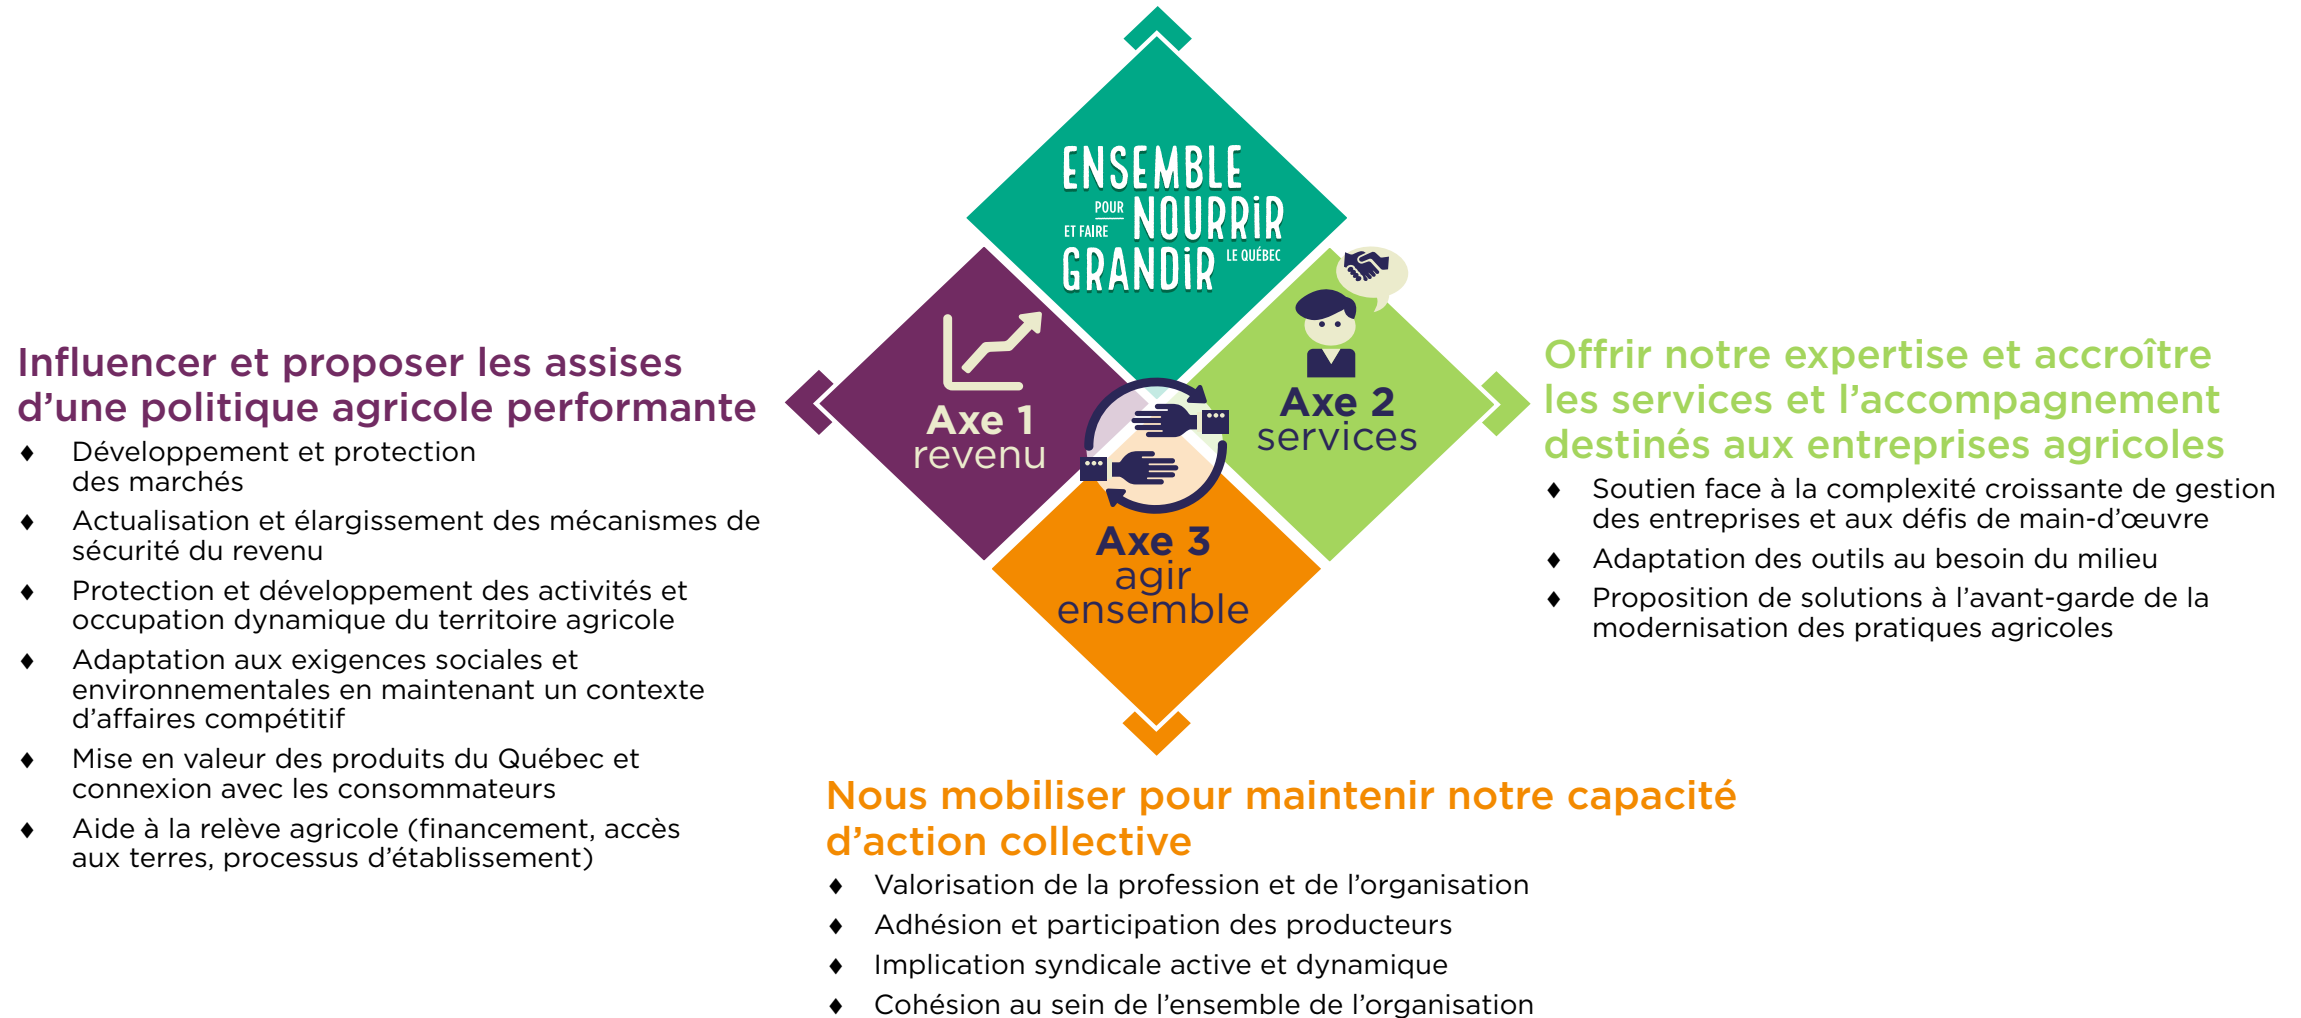 ENSEMBLE
POUR NOURRiR
ET FAIRE
GRANDiR LE QUÉBEC
Axe 1
revenu
Axe 2
services
Axe 3
agir
ensemble
Influencer et proposer les assises
d’une politique agricole performante
♦ Développement et protection
des marchés
♦ Actualisation et élargissement des mécanismes de
sécurité du revenu
♦ Protection et développement des activités et
occupation dynamique du territoire agricole
♦ Adaptation aux exigences sociales et
environnementales en maintenant un contexte
d’affaires compétitif
♦ Mise en valeur des produits du Québec et
connexion avec les consommateurs
♦ Aide à la relève agricole (financement, accès
aux terres, processus d’établissement)
Offrir notre expertise et accroître
les services et l’accompagnement
destinés aux entreprises agricoles
♦ Soutien face à la complexité croissante de gestion
des entreprises et aux défis de main-d’œuvre
♦ Adaptation des outils au besoin du milieu
♦ Proposition de solutions à l’avant-garde de la
modernisation des pratiques agricoles
Nous mobiliser pour maintenir notre capacité
d’action collective
♦ Valorisation de la profession et de l’organisation
♦ Adhésion et participation des producteurs
♦ Implication syndicale active et dynamique
♦ Cohésion au sein de l’ensemble de l’organisation